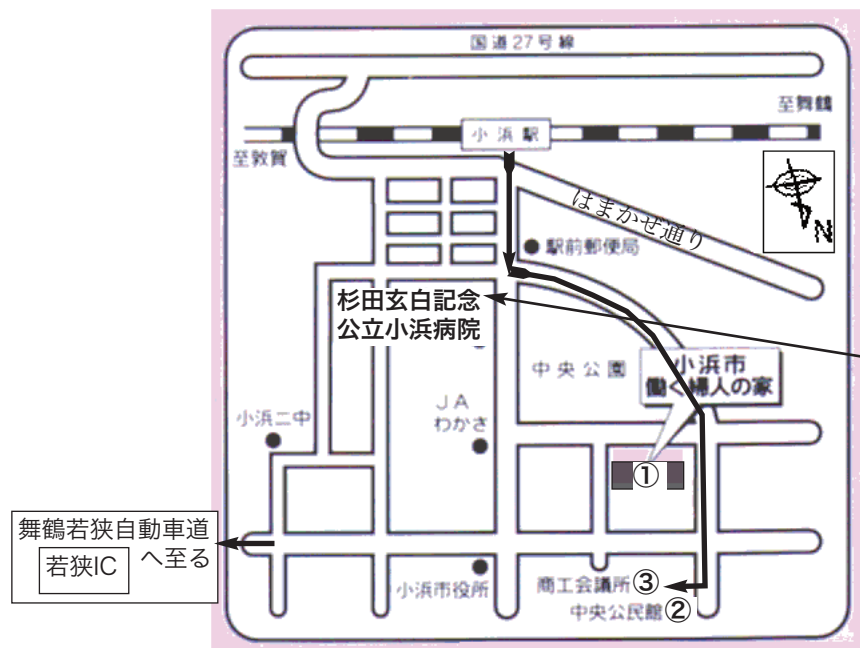 国道27号線
至舞鶴
小浜駅
至敦賀
N
はまかぜ通り
駅前郵便局
杉田玄白記念
公立小浜病院
中央公園
小浜市
働く婦人の家
JA
わかさ
小浜二中
①
舞鶴若狭自動車道
若狭IC
へ至る
小浜市役所
商工会議所③
中央公民館②